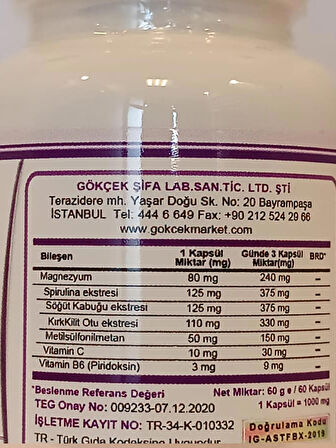 GÖKÇEK ŞİFA LAB.SAN.TİC. LTD. ŞTİ
Terazidere mh. Yaşar Doğu Sk. No: 20 Bayrampaşa
İSTANBUL Tel: 444 6 649 Fax: +90 212 524 29 66
www.gokcekmarket.com
Bileşen 1 Kapsül Miktar (mg) Günde 3 Kapsül Miktar(mg) BRD*
Magnezyum 80 mg 240 mg –
Spirulina ekstresi 125 mg 375 mg –
Söğüt Kabuğu ekstresi 125 mg 375 mg –
KırkKilit Otu ekstresi 110 mg 330 mg –
Metilsülfonilmetan 50 mg 150 mg –
Vitamin C 10 mg 30 mg –
Vitamin B6 (Piridoksin) 3 mg 9 mg –
*Beslenme Referans Değeri Net Miktar: 60 g e / 60 Kapsül
TEG Onay No: 009233-07.12.2020 1 Kapsül = 1000 mg
İŞLETME KAYIT NO: TR-34-K-010332
Doğrulama Kodu
IG-ASTEBX-2019
TR - Türk Gıda Kodeksine Uygundur